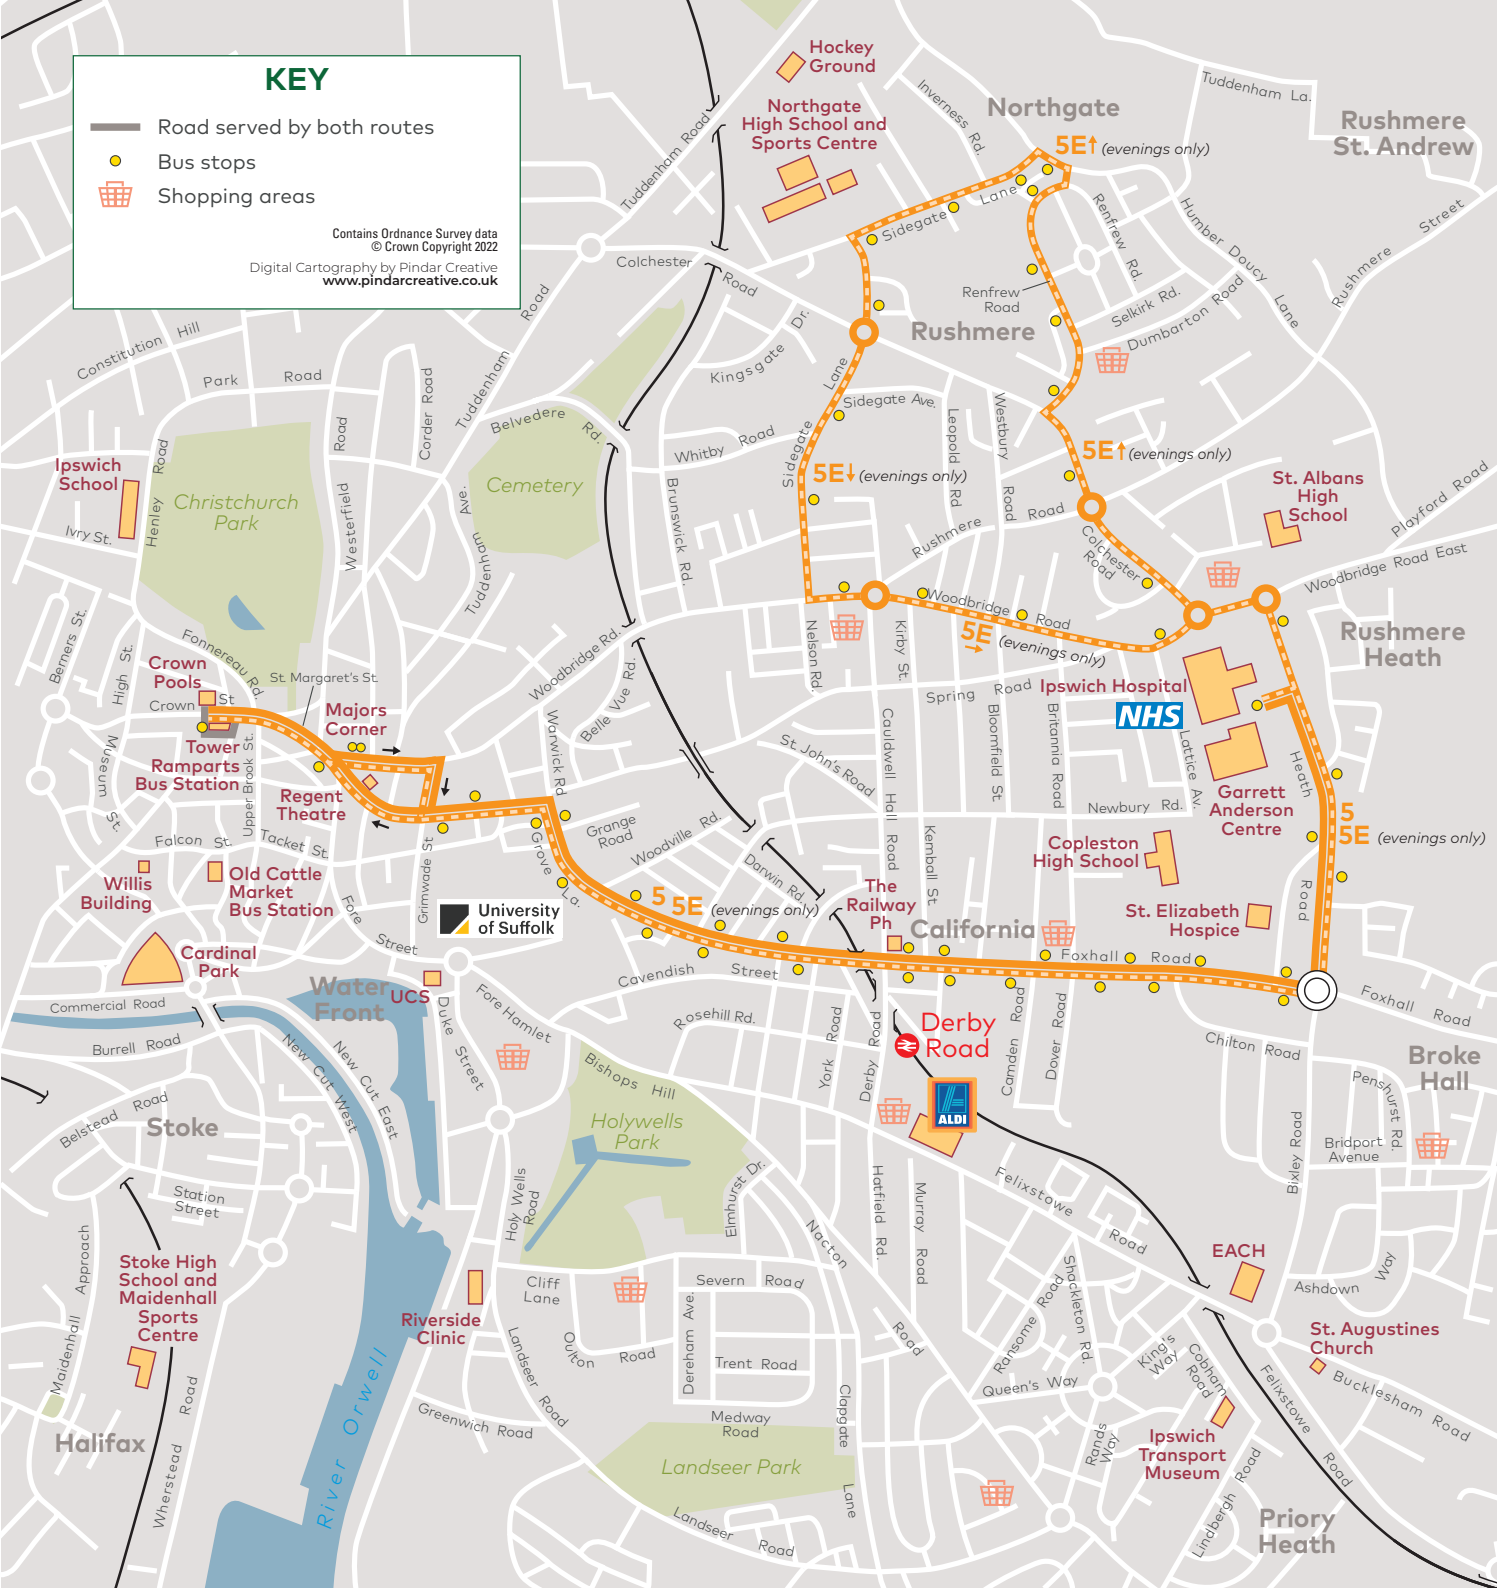 KEY
Road served by both routes
Bus stops
Shopping areas
Contains Ordnance Survey data
© Crown Copyright 2022
Digital Cartography by Pindar Creative
www.pindarcreative.co.uk
Hockey
Ground
Northgate
High School and
Sports Centre
Inverness Rd.
Northgate
Tuddenham La.
Rushmere
St. Andrew
5E↑ (evenings only)
Tuddenham Road
Sidegate Lane
Renfrew Rd.
Humber Doucy Lane
Rushmere Street
Colchester Road
Renfrew
Road
Selkirk Rd.
Dumbarton Road
Rushmere
Constitution Hill
Park Road
Tuddenham Road
Corder Road
Belvedere Rd.
Kingsgate Dr.
Sidegate Lane
Sidegate Ave.
Leopold Rd
Westbury Road
Whitby Road
Cemetery
Ipswich
School
Henley Road
Christchurch
Park
Westerfield Road
Ivry St.
Tuddenham Ave.
Brunswick Rd.
5E↓ (evenings only)
5E↑ (evenings only)
Rushmere Road
Colchester
Road
St. Albans
High
School
Playford Road
Woodbridge Road East
Rushmere
Heath
Woodbridge Road
5E → (evenings only)
Berners St.
High St.
Fonnereau Rd.
St. Margaret's St.
Crown
Pools
Crown St
Majors
Corner
Tower
Ramparts
Bus Station
Museum St.
Upper Brook St.
Regent
Theatre
Woodbridge Rd.
Belle Vue Rd.
Warwick Rd
Nelson Rd.
Kirby St.
Spring Road
Ipswich Hospital
NHS
St John's Road
Cauldwell Hall Road
Bloomfield St.
Britannia Road
Lattice Av.
Heath Road
Newbury Rd.
Garrett
Anderson
Centre
5
5E (evenings only)
Falcon St.
Tacket St.
Grimwade St
Grove La.
Grange
Road
Woodville Rd.
Darwin Rd.
Kemball St
Copleston
High School
Willis
Building
Old Cattle
Market
Bus Station
Fore Street
University
of Suffolk
5 5E (evenings only)
The
Railway
Ph
California
St. Elizabeth
Hospice
Foxhall Road
Cardinal
Park
Water
Front
UCS
Cavendish Street
Foxhall Road
Commercial Road
Burrell Road
New Cut West
New Cut East
Duke Street
Fore Hamlet
Rosehill Rd.
York Road
Derby Road
Derby
Road
Camden Road
Dover Road
Chilton Road
Broke
Hall
Penshurst Rd.
Bishops Hill
Holywells
Park
ALDI
Belstead Road
Stoke
Bixley Road
Bridport
Avenue
Station
Street
Holy Wells
Road
Elmhurst Dr.
Nacton Road
Hatfield Rd.
Murray Road
Felixstowe Road
Maidenhall Approach
Stoke High
School and
Maidenhall
Sports
Centre
EACH
Ashdown Way
Riverside
Clinic
Cliff
Lane
Severn Road
Shackleton Rd.
Ransome Road
St. Augustines
Church
Oulton Road
Landseer Road
Dereham Ave.
Trent Road
King's
Way
Cobham
Road
Bucklesham Road
Queen's Way
Felixstowe Road
Halifax
Wherstead Road
River Orwell
Greenwich Road
Medway
Road
Clapgate Lane
Landseer Park
Rands
Way
Ipswich
Transport
Museum
Lindbergh Road
Priory
Heath
Landseer Road